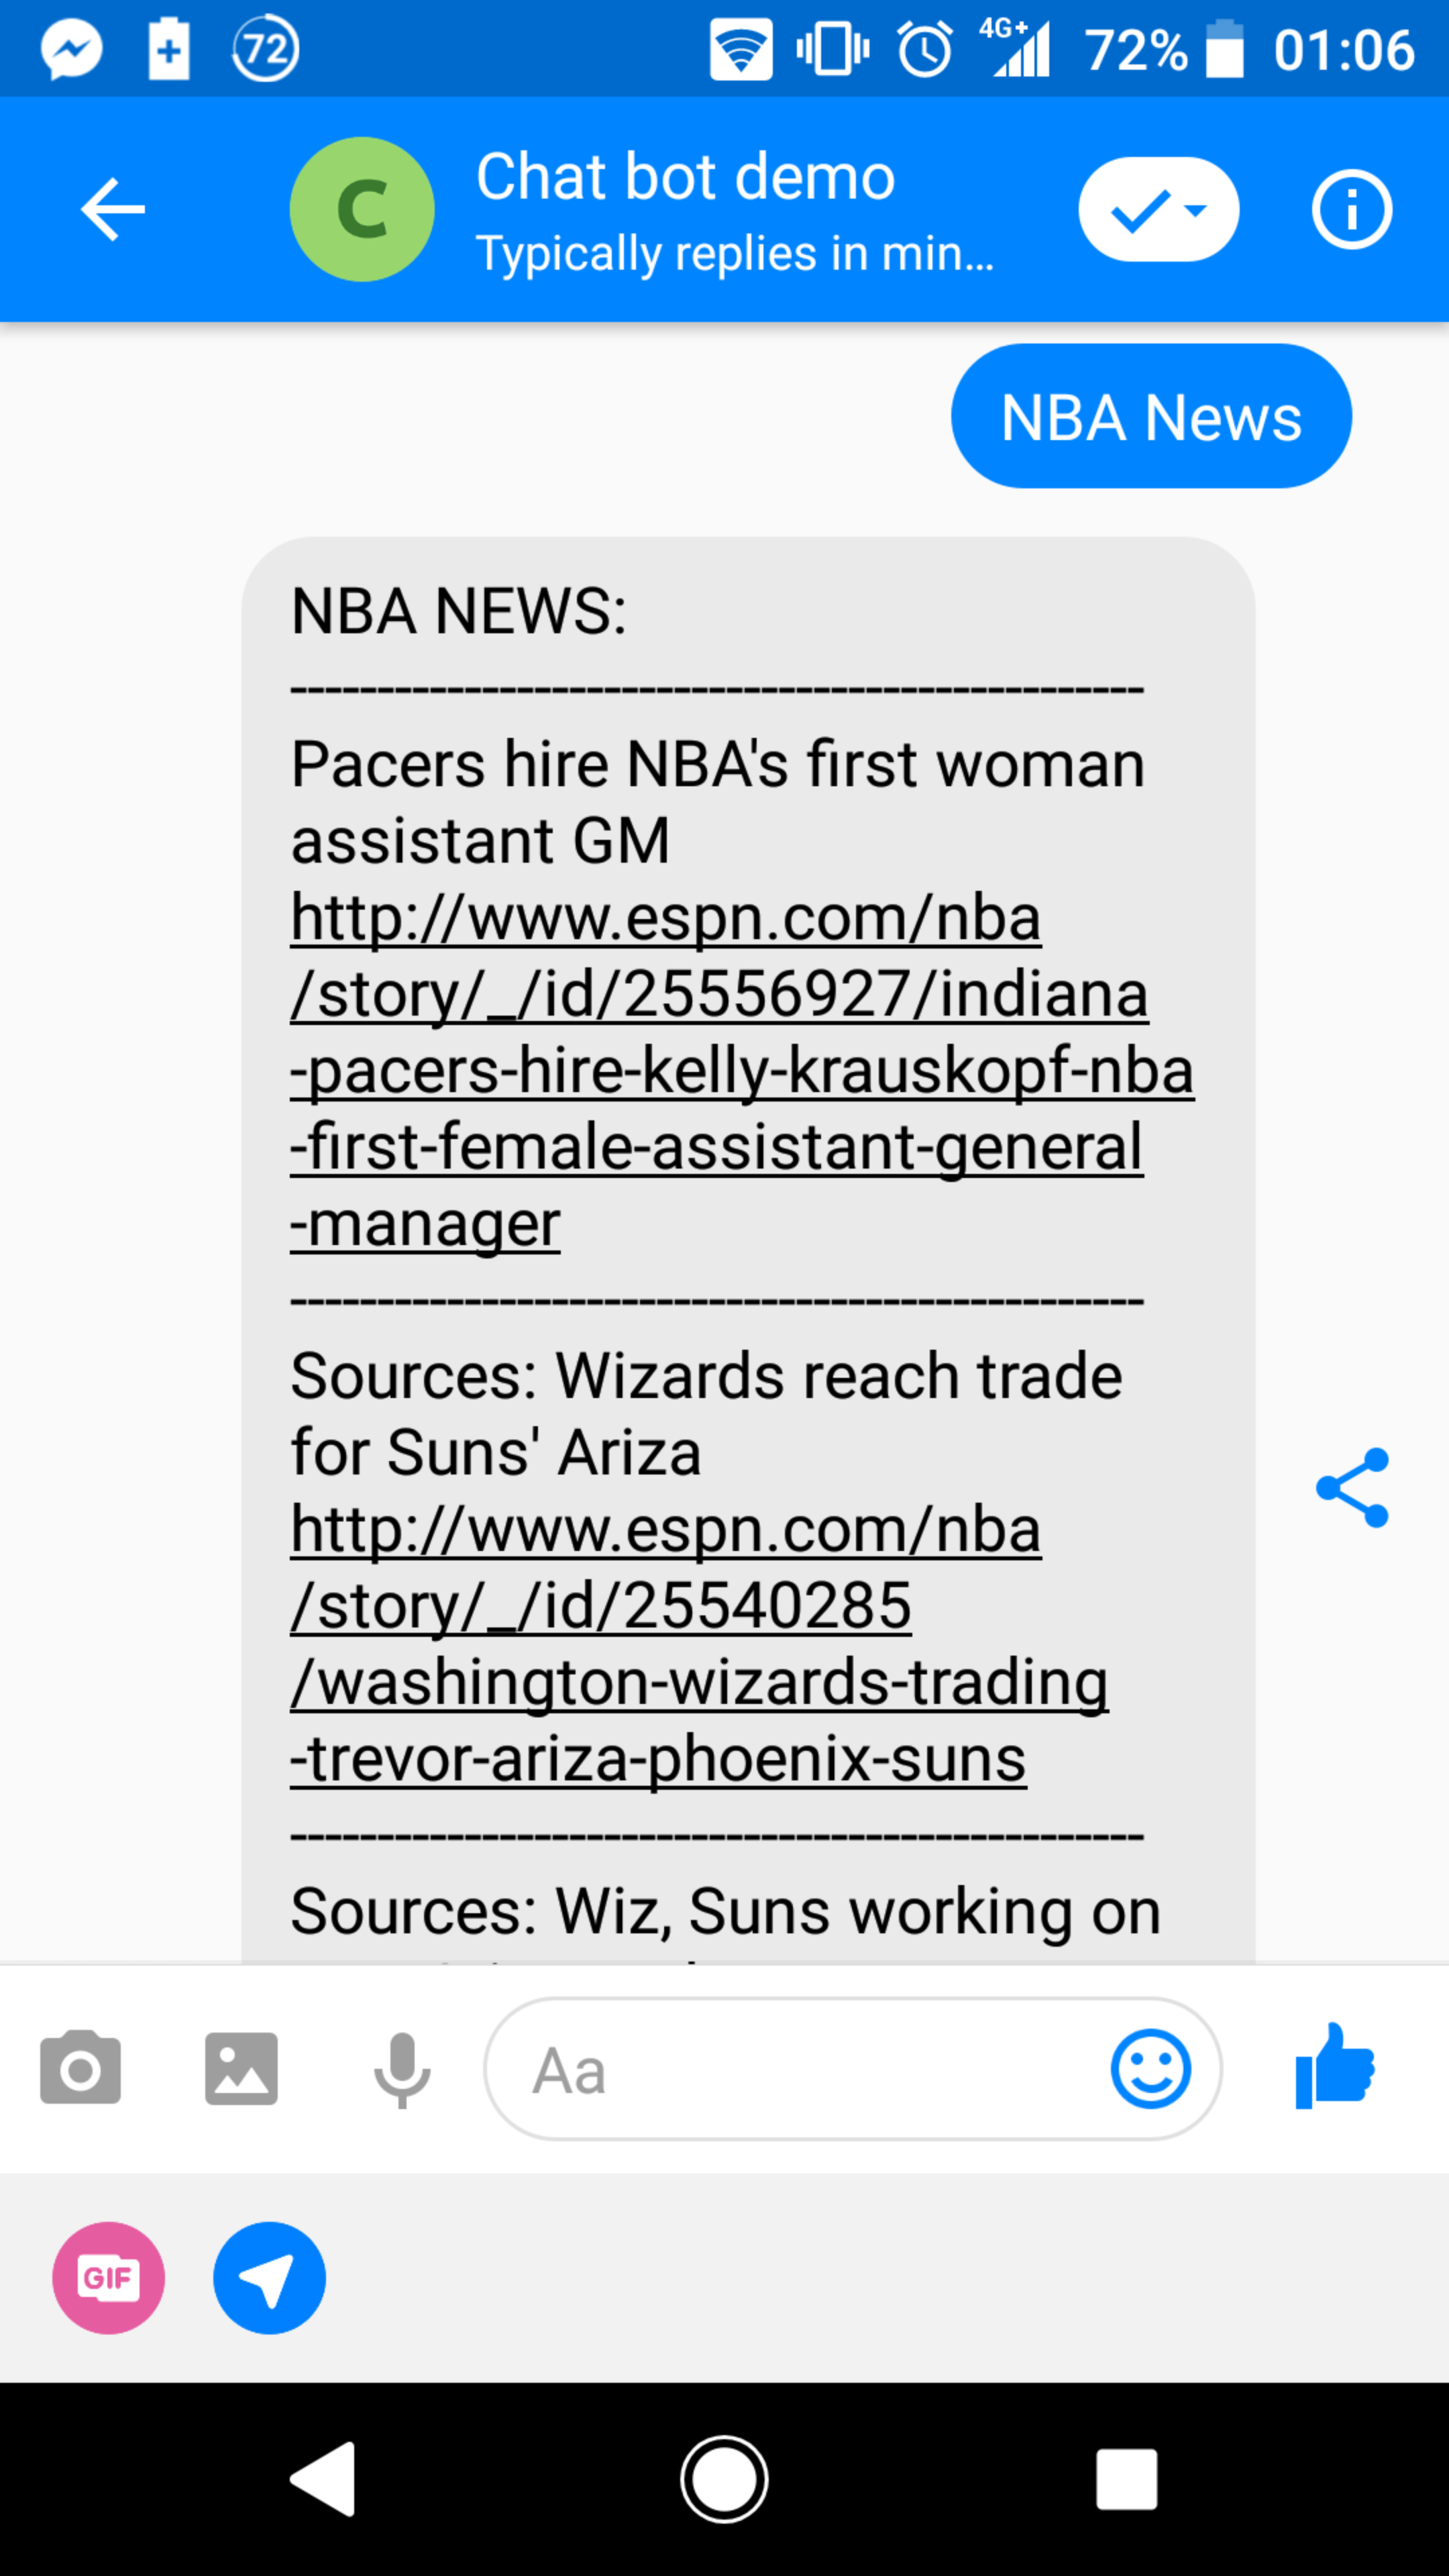 72
4G+
72%
01:06
C
Chat bot demo
Typically replies in min...
NBA News
NBA NEWS:
-------------------------------------------------
Pacers hire NBA's first woman
assistant GM
http://www.espn.com/nba
/story/_/id/25556927/indiana
-pacers-hire-kelly-krauskopf-nba
-first-female-assistant-general
-manager
-------------------------------------------------
Sources: Wizards reach trade
for Suns' Ariza
http://www.espn.com/nba
/story/_/id/25540285
/washington-wizards-trading
-trevor-ariza-phoenix-suns
-------------------------------------------------
Sources: Wiz, Suns working on
Aa
GIF